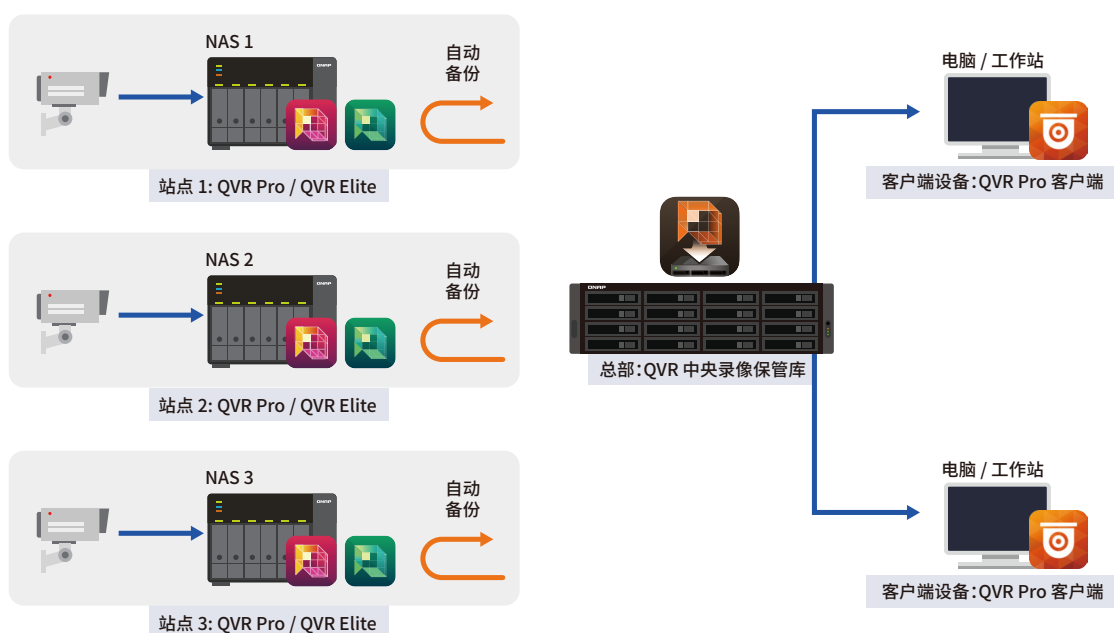 NAS 1
QNAP
自动
备份
站点 1: QVR Pro / QVR Elite
NAS 2
QNAP
自动
备份
站点 2: QVR Pro / QVR Elite
NAS 3
QNAP
自动
备份
站点 3: QVR Pro / QVR Elite
QNAP
总部：QVR 中央录像保管库
电脑 / 工作站
客户端设备：QVR Pro 客户端
电脑 / 工作站
客户端设备：QVR Pro 客户端